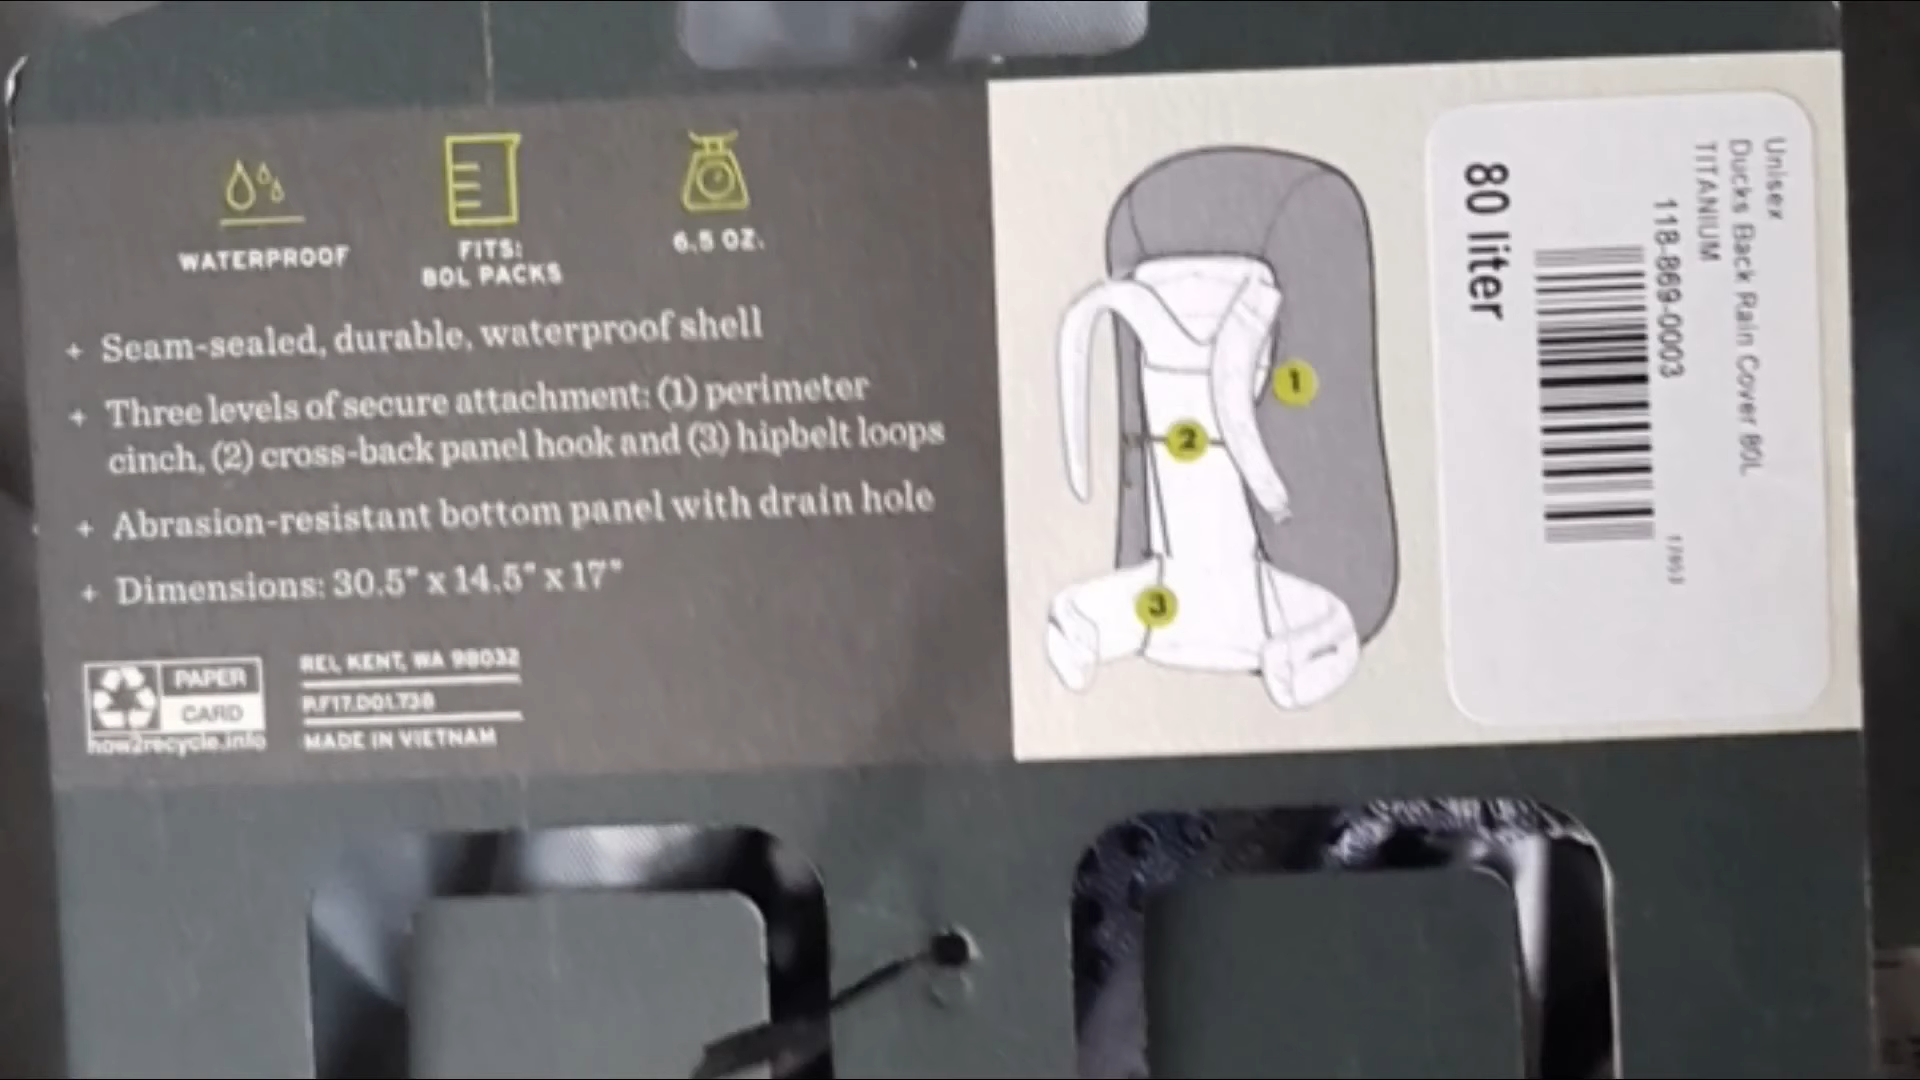 WATERPROOF
FITS:
80L PACKS
6.5 OZ.
+ Seam-sealed, durable, waterproof shell
+ Three levels of secure attachment: (1) perimeter
cinch, (2) cross-back panel hook and (3) hipbelt loops
+ Abrasion-resistant bottom panel with drain hole
+ Dimensions: 30.5" x 14.5" x 17"
PAPER
CARD
how2recycle.info
REI, KENT, WA 98032
P.F17.D01.738
MADE IN VIETNAM
1
2
3
Unisex
Ducks Back Rain Cover 80L
TITANIUM
118-869-0003
80 liter